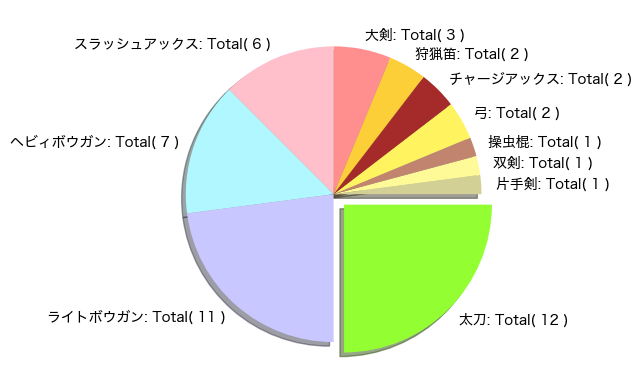 大剣: Total( 3 )
スラッシュアックス: Total( 6 )
狩猟笛: Total( 2 )
チャージアックス: Total( 2 )
弓: Total( 2 )
ヘビィボウガン: Total( 7 )
操虫棍: Total( 1 )
双剣: Total( 1 )
片手剣: Total( 1 )
ライトボウガン: Total( 11 )
太刀: Total( 12 )